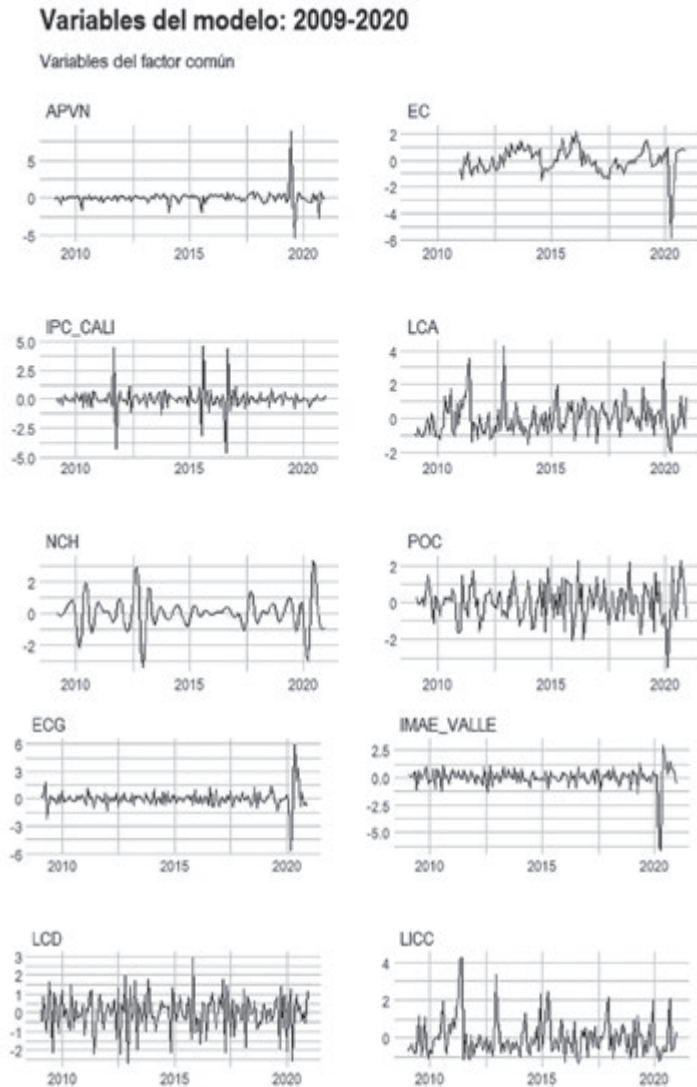 Variables del modelo: 2009-2020
Variables del factor común
APVN
5
0
-5
2010 2015 2020
EC
2
0
-2
-4
-6
2010 2015 2020
IPC_CALI
5.0
2.5
0.0
-2.5
-5.0
2010 2015 2020
LCA
4
2
0
-2
2010 2015 2020
NCH
2
0
-2
2010 2015 2020
POC
2
0
-2
2010 2015 2020
ECG
6
3
0
-3
-6
2010 2015 2020
IMAE_VALLE
2.5
0.0
-2.5
-5.0
2010 2015 2020
LCD
3
2
1
0
-1
-2
2010 2015 2020
LICC
4
2
0
2010 2015 2020